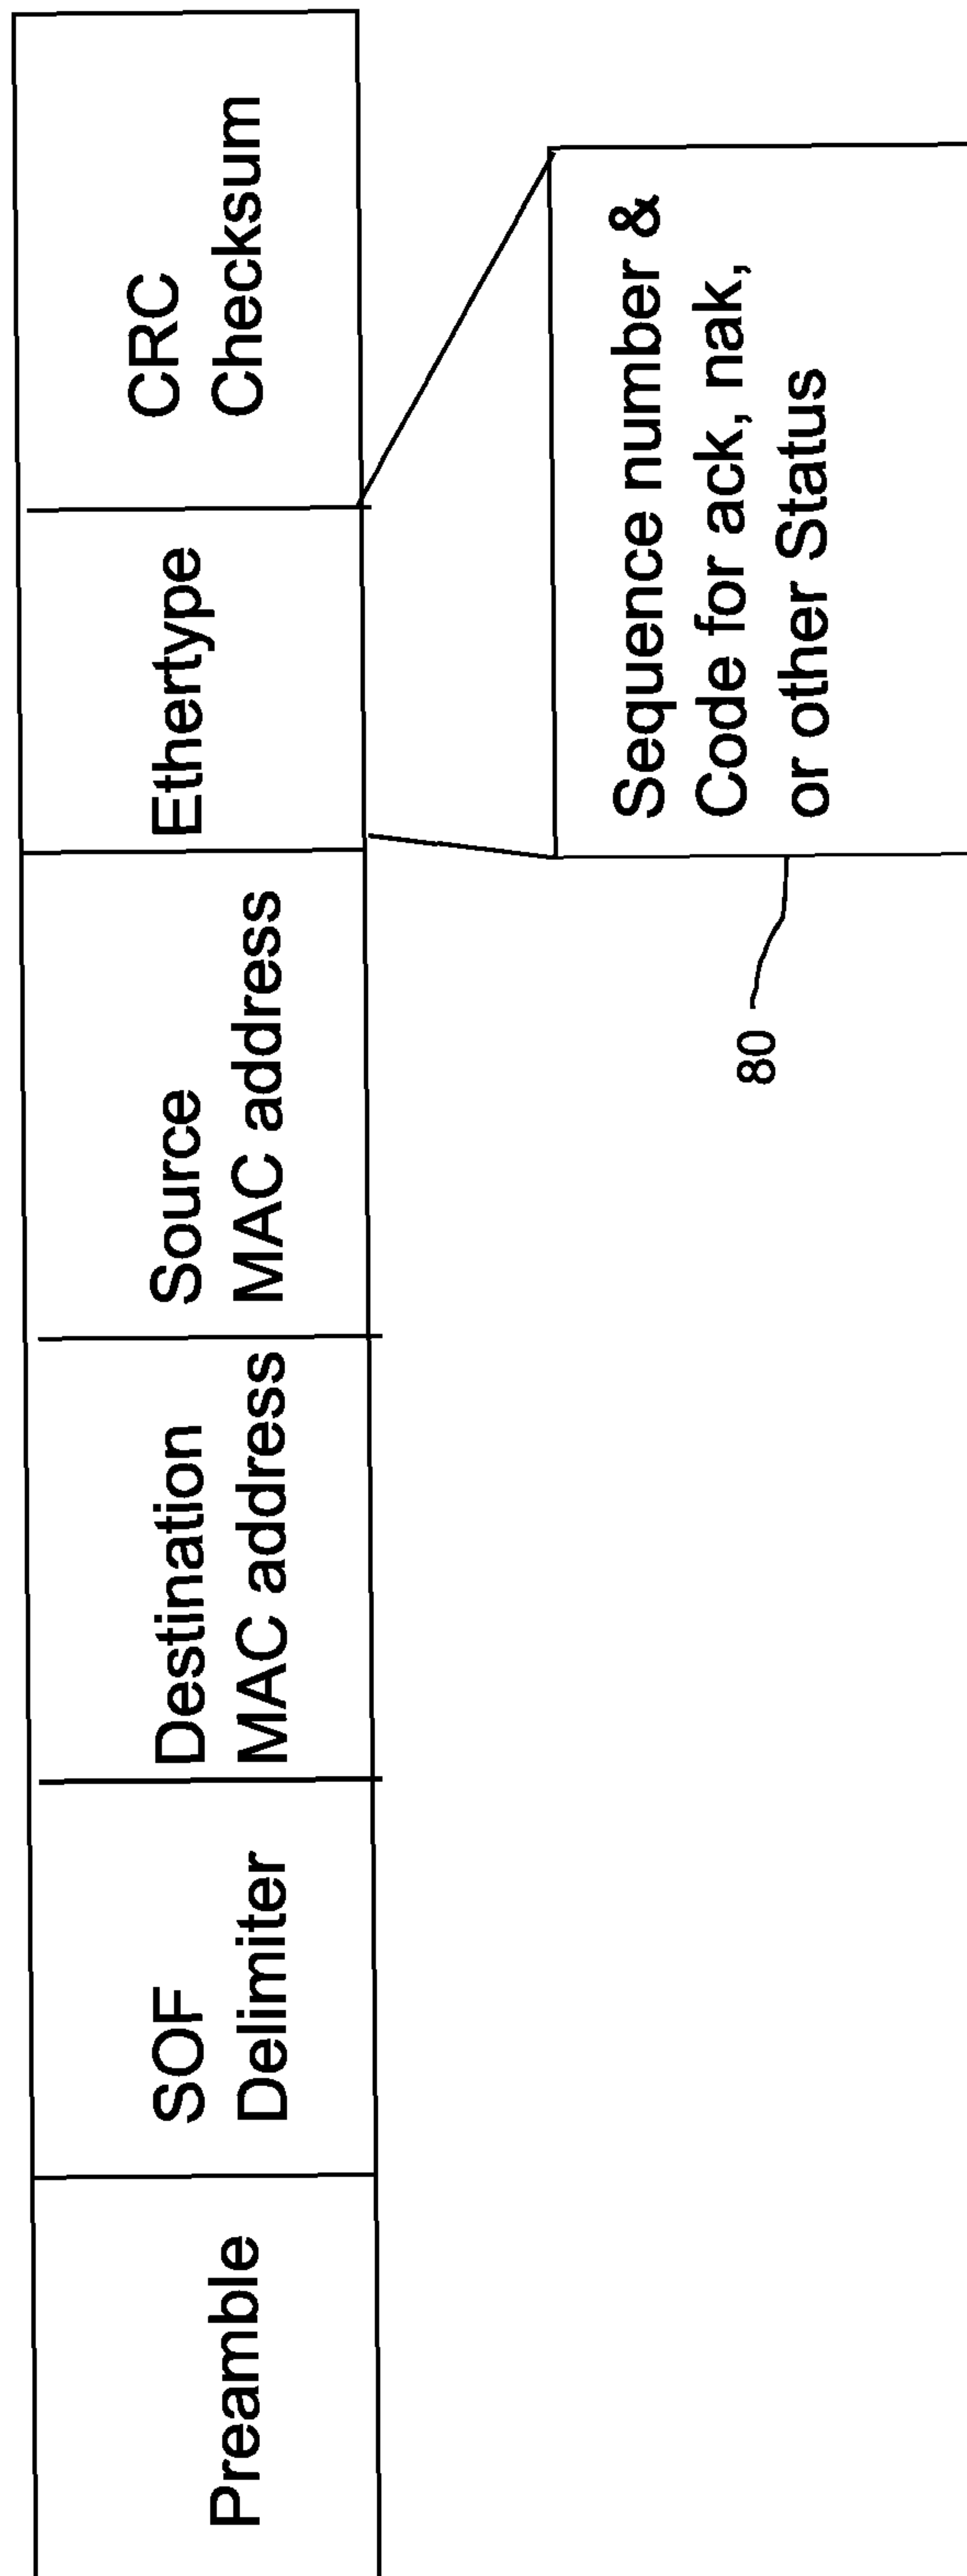 Preamble
SOF
Delimiter
Destination
MAC address
Source
MAC address
Ethertype
CRC
Checksum
Sequence number &
Code for ack, nak,
or other Status
80